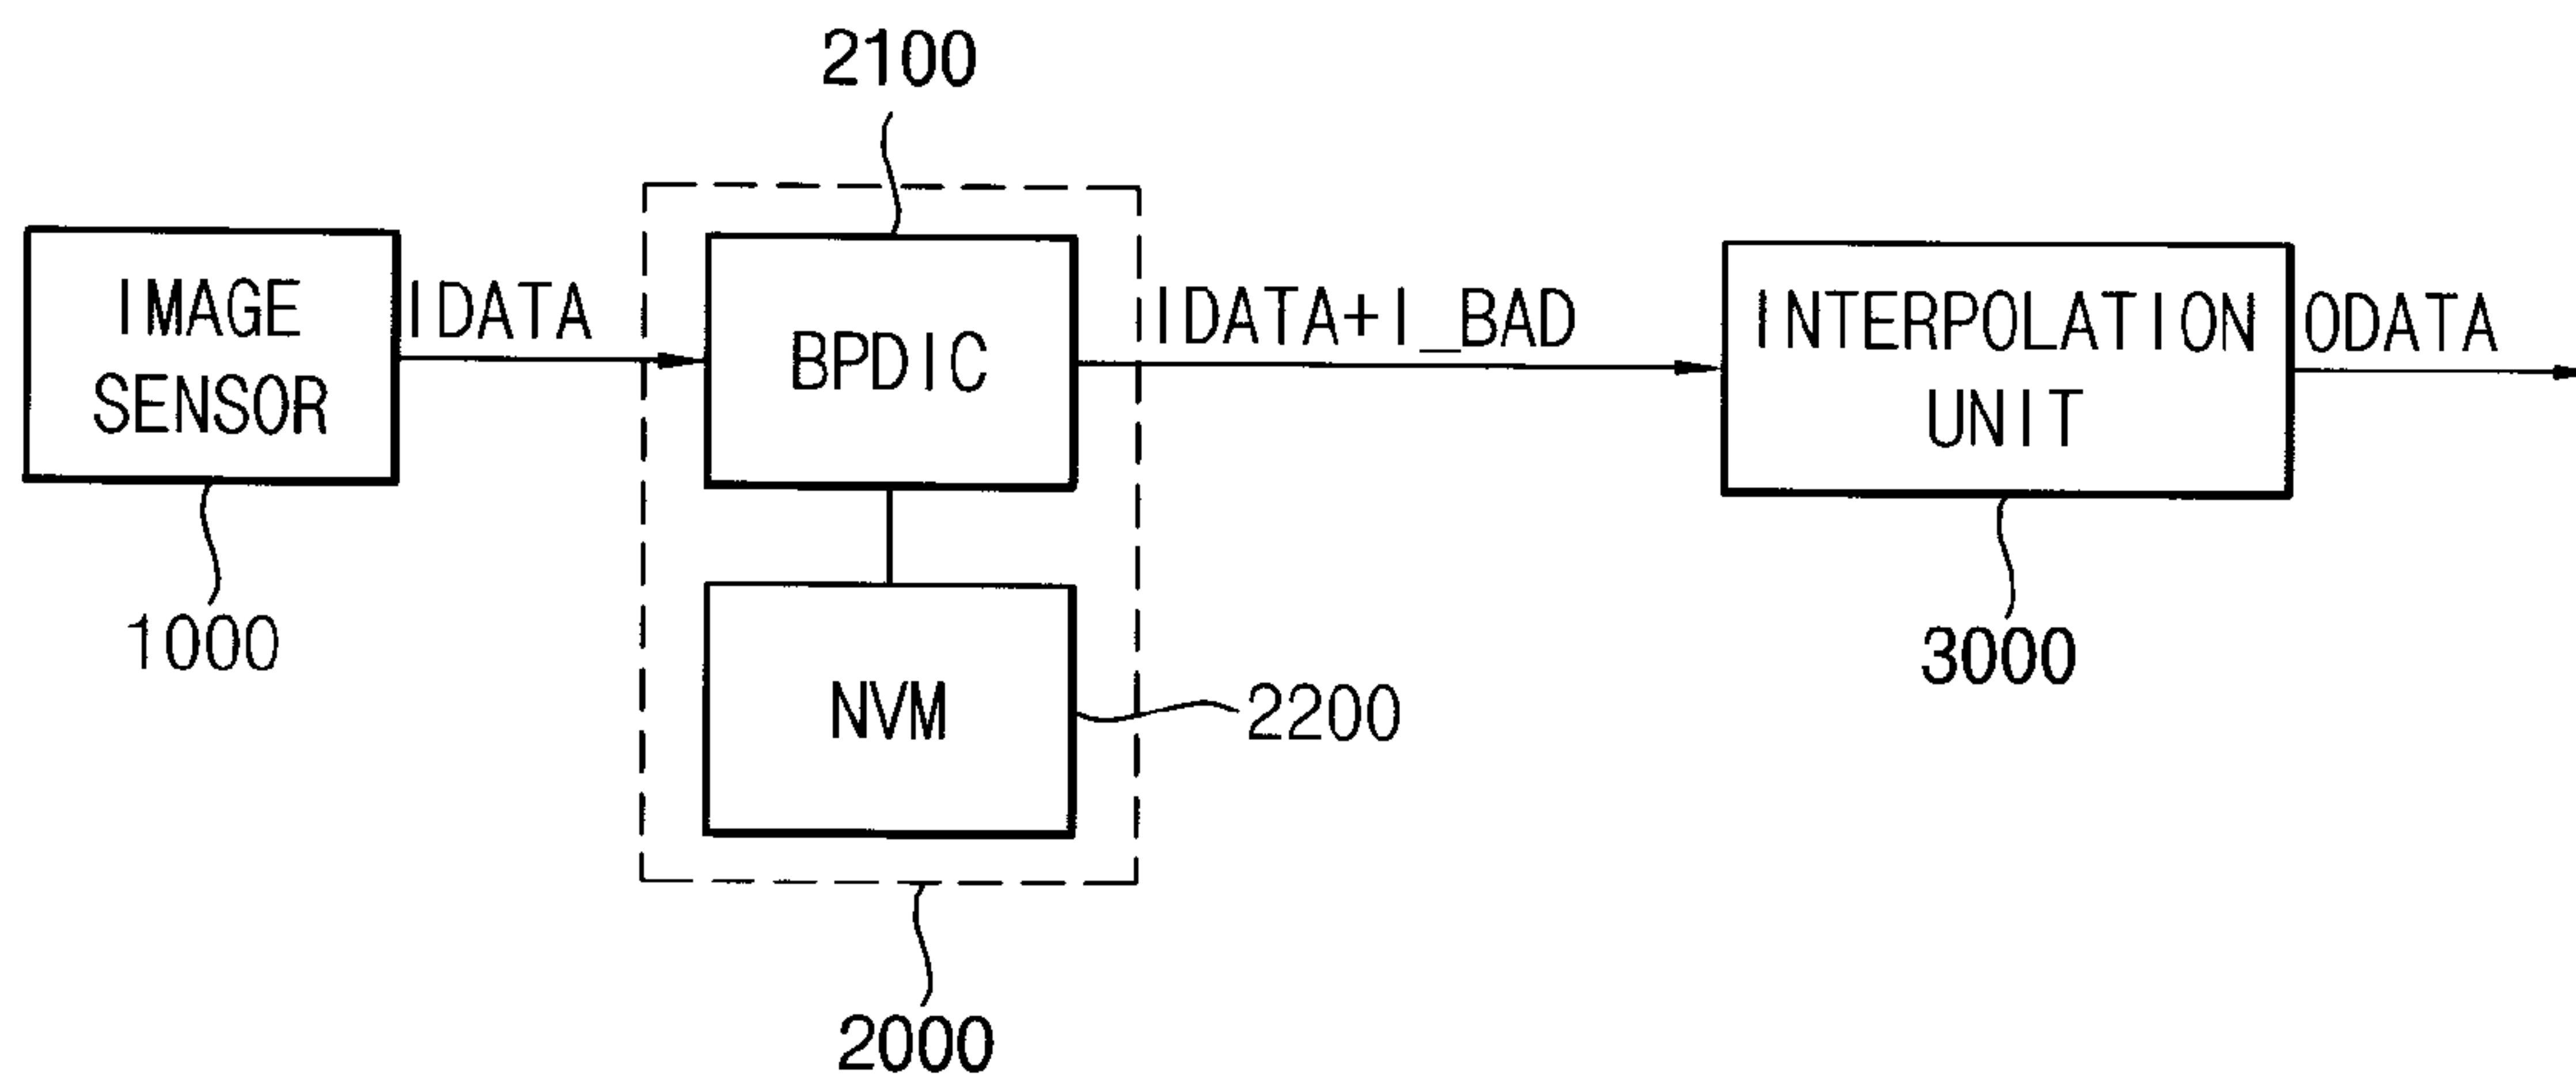 2100
IMAGE
SENSOR
IDATA
BPDIC
IDATA+I_BAD
INTERPOLATION
UNIT
ODATA
1000
NVM
2200
3000
2000